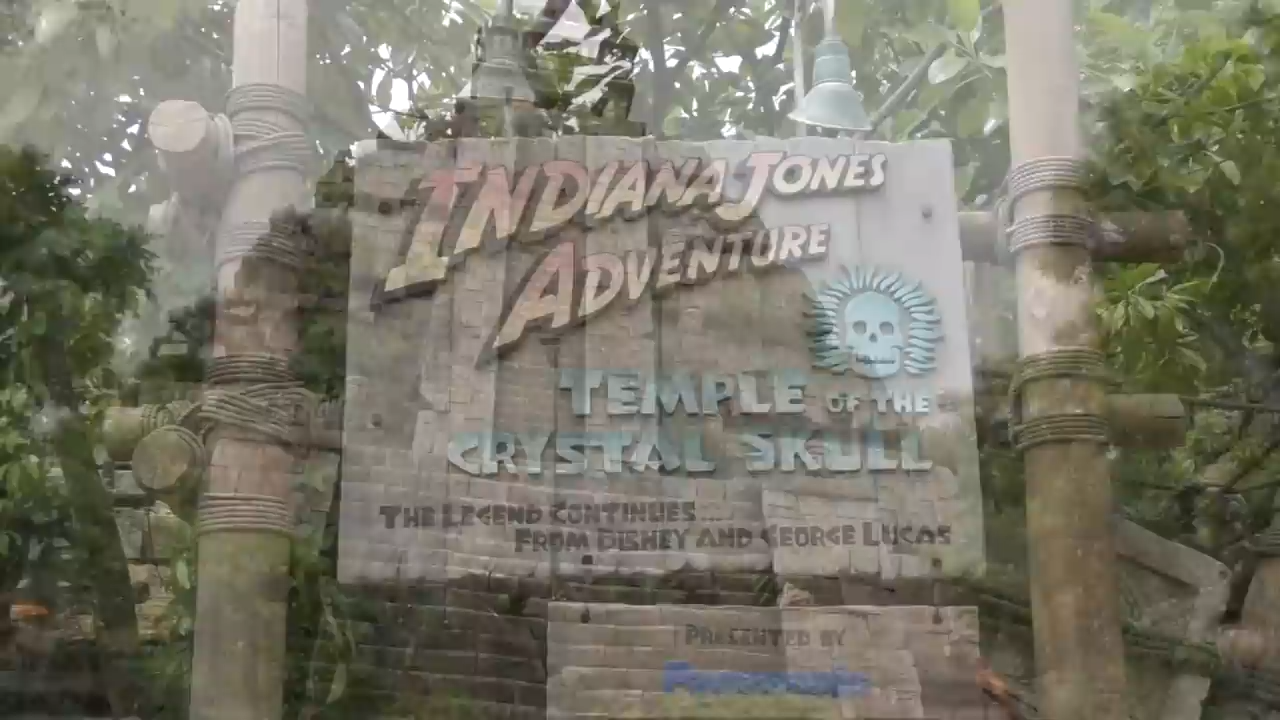 INDIANA JONES
ADVENTURE
TEMPLE OF THE
CRYSTAL SKULL
THE LEGEND CONTINUES....
FROM DISNEY AND GEORGE LUCAS
PRESENTED BY